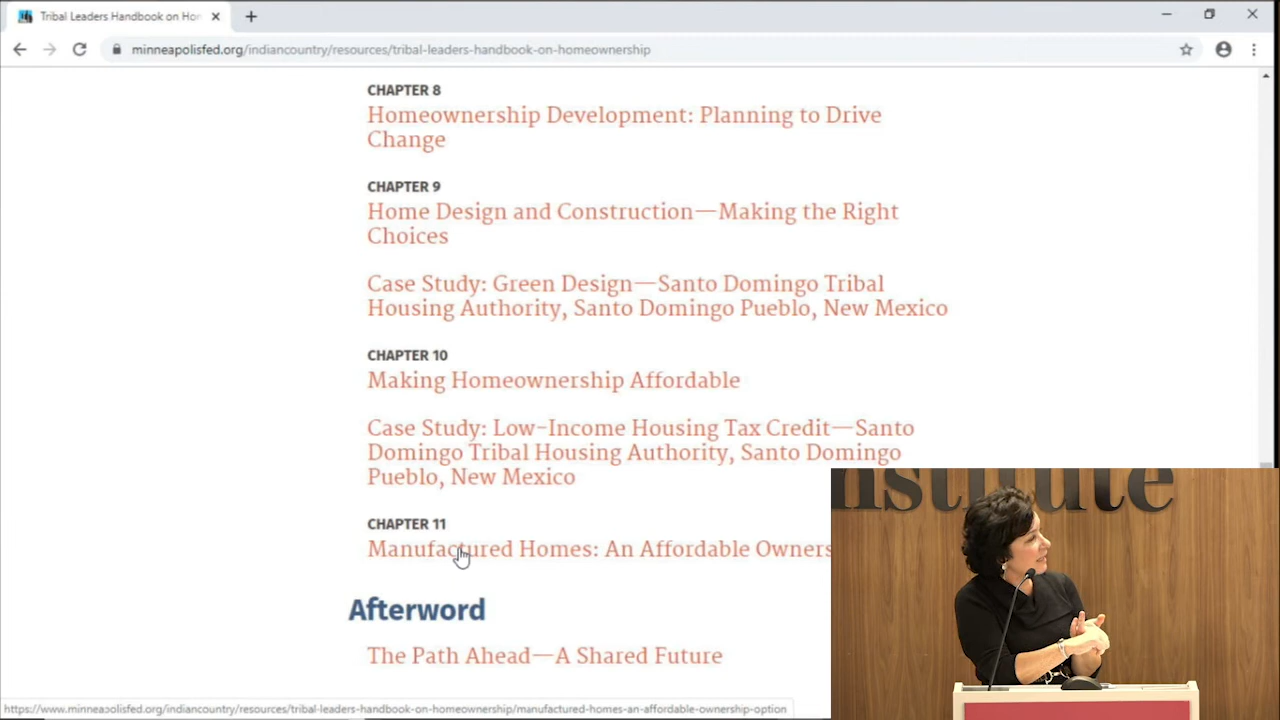 Tribal Leaders Handbook on Hor
minneapolisfed.org/indiancountry/resources/tribal-leaders-handbook-on-homeownership
CHAPTER 8
Homeownership Development: Planning to Drive
Change
CHAPTER 9
Home Design and Construction—Making the Right
Choices
Case Study: Green Design—Santo Domingo Tribal
Housing Authority, Santo Domingo Pueblo, New Mexico
CHAPTER 10
Making Homeownership Affordable
Case Study: Low-Income Housing Tax Credit—Santo
Domingo Tribal Housing Authority, Santo Domingo
Pueblo, New Mexico
CHAPTER 11
Manufactured Homes: An Affordable Owners
Afterword
The Path Ahead—A Shared Future
https://www.minneapolisfed.org/indiancountry/resources/tribal-leaders-handbook-on-homeownership/manufactured-homes-an-affordable-ownership-option
nstitute